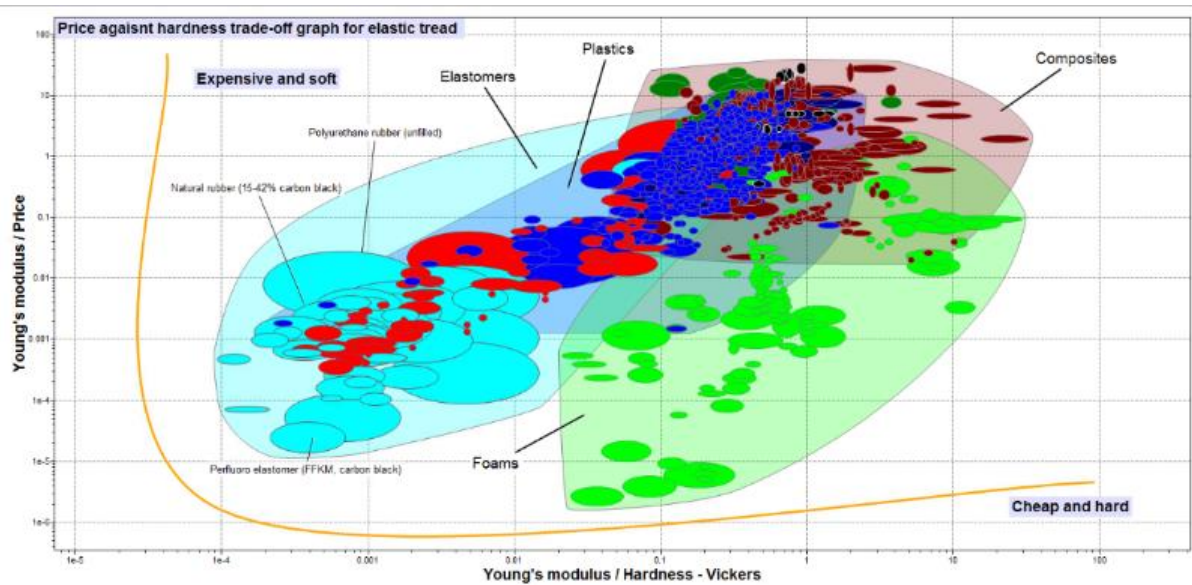 Price agaisnt hardness trade-off graph for elastic tread
100
Plastics
Composites
Expensive and soft
Elastomers
10
Polyurethane rubber (unfilled)
1
Natural rubber (15-42% carbon black)
0.1
Young's modulus / Price
0.01
0.001
1e-4
Foams
Perfluoro elastomer (FFKM, carbon black)
1e-5
Cheap and hard
1e-6
1e-5 1e-4 0.001 0.01 0.1 1 10 100
Young's modulus / Hardness - Vickers